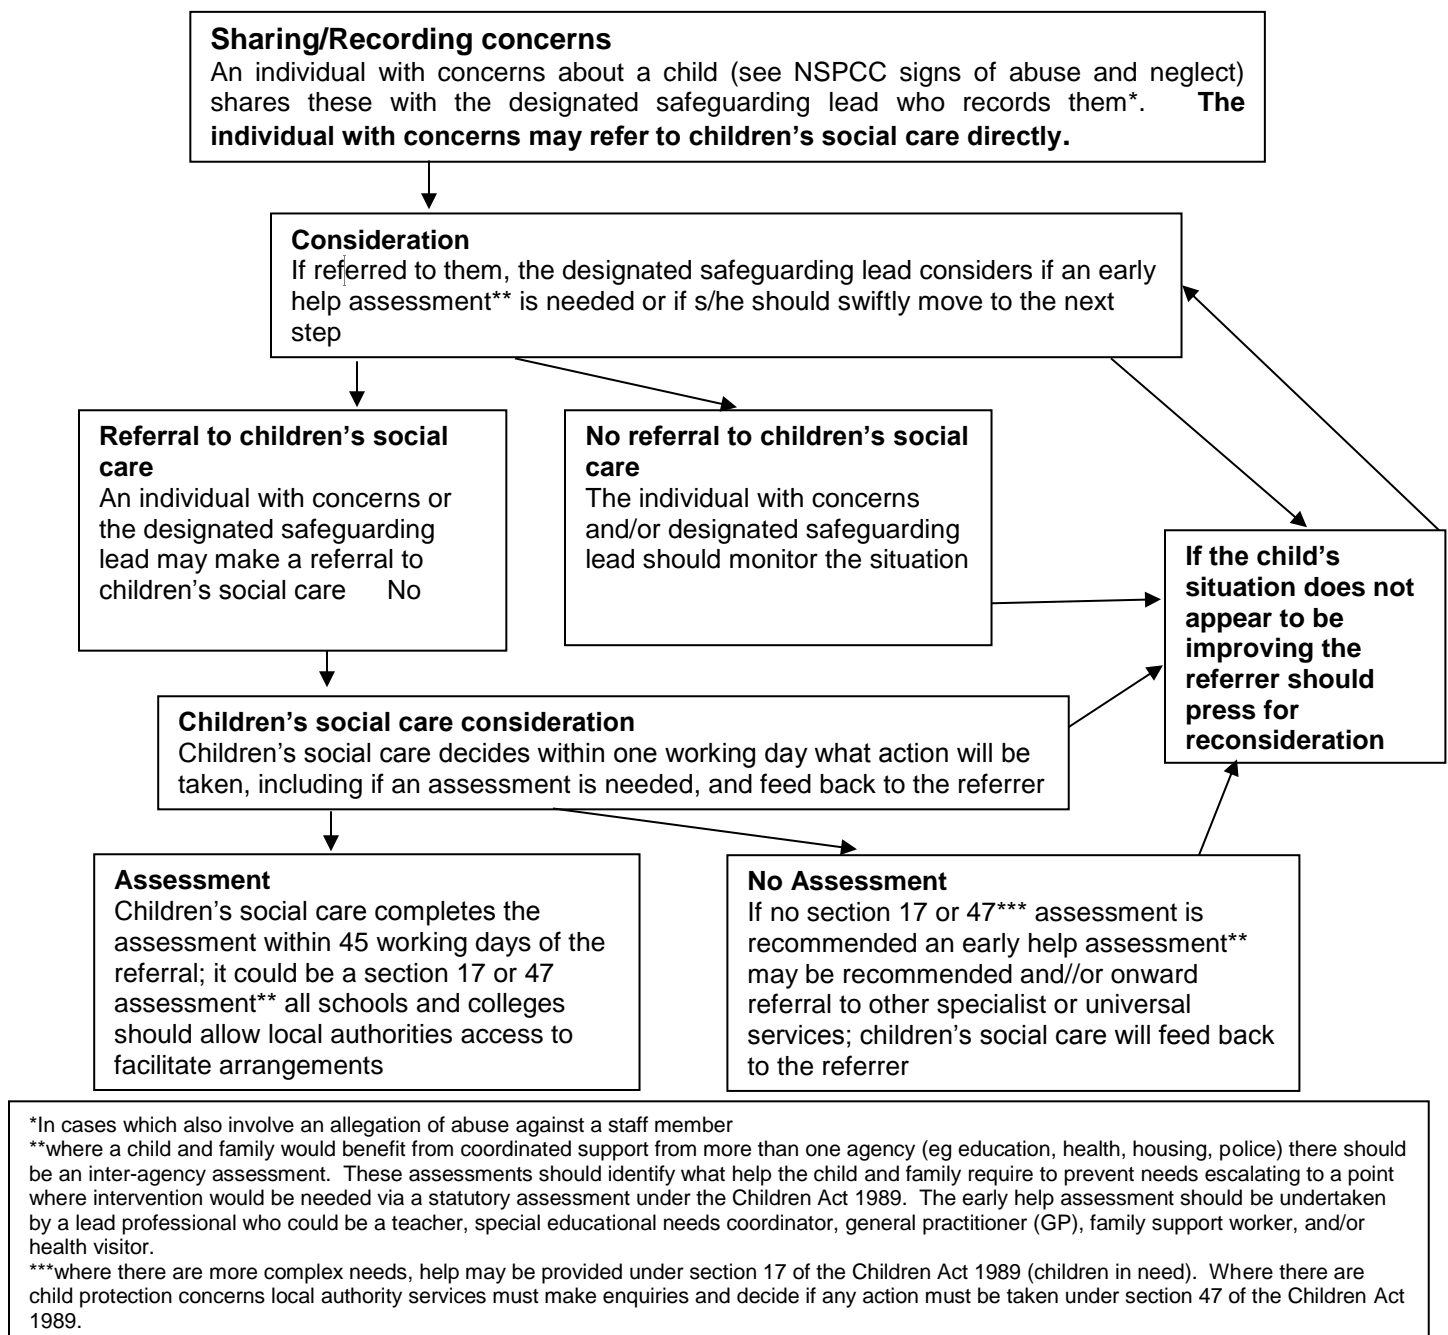 Sharing/Recording concerns
An individual with concerns about a child (see NSPCC signs of abuse and neglect)
shares these with the designated safeguarding lead who records them*. The
individual with concerns may refer to children's social care directly.
Consideration
If referred to them, the designated safeguarding lead considers if an early
help assessment** is needed or if s/he should swiftly move to the next
step
Referral to children's social
care
An individual with concerns or
the designated safeguarding
lead may make a referral to
children's social care No
No referral to children's social
care
The individual with concerns
and/or designated safeguarding
lead should monitor the situation
If the child's
situation does not
appear to be
improving the
referrer should
press for
reconsideration
Children's social care consideration
Children's social care decides within one working day what action will be
taken, including if an assessment is needed, and feed back to the referrer
Assessment
Children's social care completes the
assessment within 45 working days of the
referral; it could be a section 17 or 47
assessment** all schools and colleges
should allow local authorities access to
facilitate arrangements
No Assessment
If no section 17 or 47*** assessment is
recommended an early help assessment**
may be recommended and//or onward
referral to other specialist or universal
services; children's social care will feed back
to the referrer
*In cases which also involve an allegation of abuse against a staff member
**where a child and family would benefit from coordinated support from more than one agency (eg education, health, housing, police) there should
be an inter-agency assessment. These assessments should identify what help the child and family require to prevent needs escalating to a point
where intervention would be needed via a statutory assessment under the Children Act 1989. The early help assessment should be undertaken
by a lead professional who could be a teacher, special educational needs coordinator, general practitioner (GP), family support worker, and/or
health visitor.
***where there are more complex needs, help may be provided under section 17 of the Children Act 1989 (children in need). Where there are
child protection concerns local authority services must make enquiries and decide if any action must be taken under section 47 of the Children Act
1989.